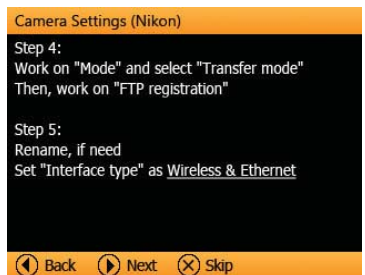 Camera Settings (Nikon)
Step 4:
Work on "Mode" and select "Transfer mode"
Then, work on "FTP registration"
Step 5:
Rename, if need
Set "Interface type" as Wireless & Ethernet
Back Next Skip